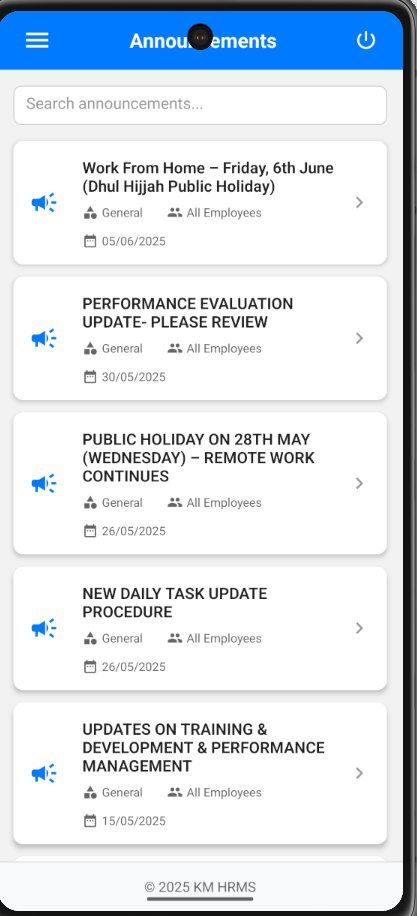 Announcements
Search announcements...
Work From Home – Friday, 6th June
(Dhul Hijjah Public Holiday)
General All Employees
05/06/2025
PERFORMANCE EVALUATION
UPDATE- PLEASE REVIEW
General All Employees
30/05/2025
PUBLIC HOLIDAY ON 28TH MAY
(WEDNESDAY) – REMOTE WORK
CONTINUES
General All Employees
26/05/2025
NEW DAILY TASK UPDATE
PROCEDURE
General All Employees
26/05/2025
UPDATES ON TRAINING &
DEVELOPMENT & PERFORMANCE
MANAGEMENT
General All Employees
15/05/2025
© 2025 KM HRMS